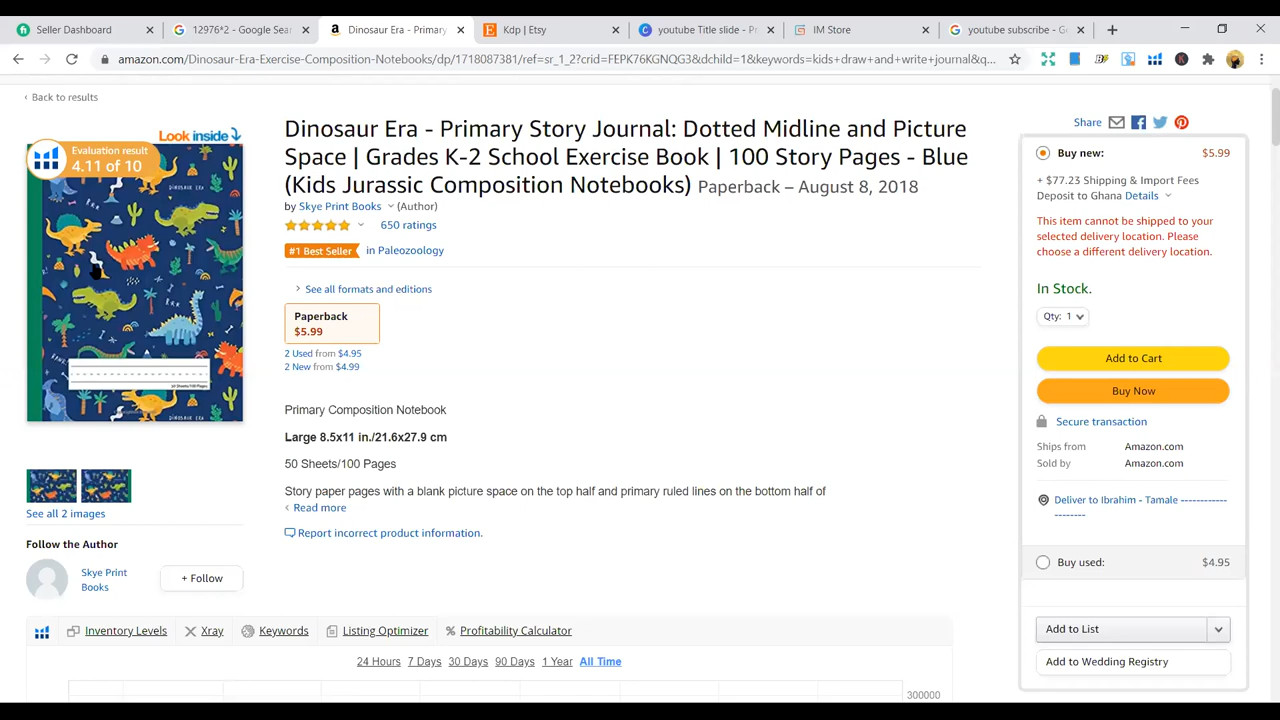 Seller Dashboard
12976*2 - Google Sea
Dinosaur Era - Primary
Kdp | Etsy
youtube Title slide - Pr
IM Store
youtube subscribe - G
amazon.com/Dinosaur-Era-Exercise-Composition-Notebook/dp/1718087381/ref=sr_1_2?crid=FEPK76KGNQG3&dchild=1&keywords=kids+draw+and+write+journal&q...
Back to results
Look inside
Evaluation result
4.11 of 10
DINOSAUR ERA
50 Sheets/100 Pages
See all 2 images
Follow the Author
Skye Print
Books
+ Follow
Dinosaur Era - Primary Story Journal: Dotted Midline and Picture
Space | Grades K-2 School Exercise Book | 100 Story Pages - Blue
(Kids Jurassic Composition Notebooks) Paperback – August 8, 2018
by Skye Print Books (Author)
650 ratings
#1 Best Seller in Paleozoology
See all formats and editions
Paperback
$5.99
2 Used from $4.95
2 New from $4.99
Primary Composition Notebook
Large 8.5x11 in./21.6x27.9 cm
50 Sheets/100 Pages
Story paper pages with a blank picture space on the top half and primary ruled lines on the bottom half of
Read more
Report incorrect product information.
Share
Buy new: $5.99
+ $77.23 Shipping & Import Fees
Deposit to Ghana Details
This item cannot be shipped to your
selected delivery location. Please
choose a different delivery location.
In Stock.
Qty: 1
Add to Cart
Buy Now
Secure transaction
Ships from Amazon.com
Sold by Amazon.com
Deliver to Ibrahim - Tamale ------------
--------
Buy used: $4.95
Add to List
Add to Wedding Registry
Inventory Levels Xray Keywords Listing Optimizer % Profitability Calculator
24 Hours 7 Days 30 Days 90 Days 1 Year All Time
300000